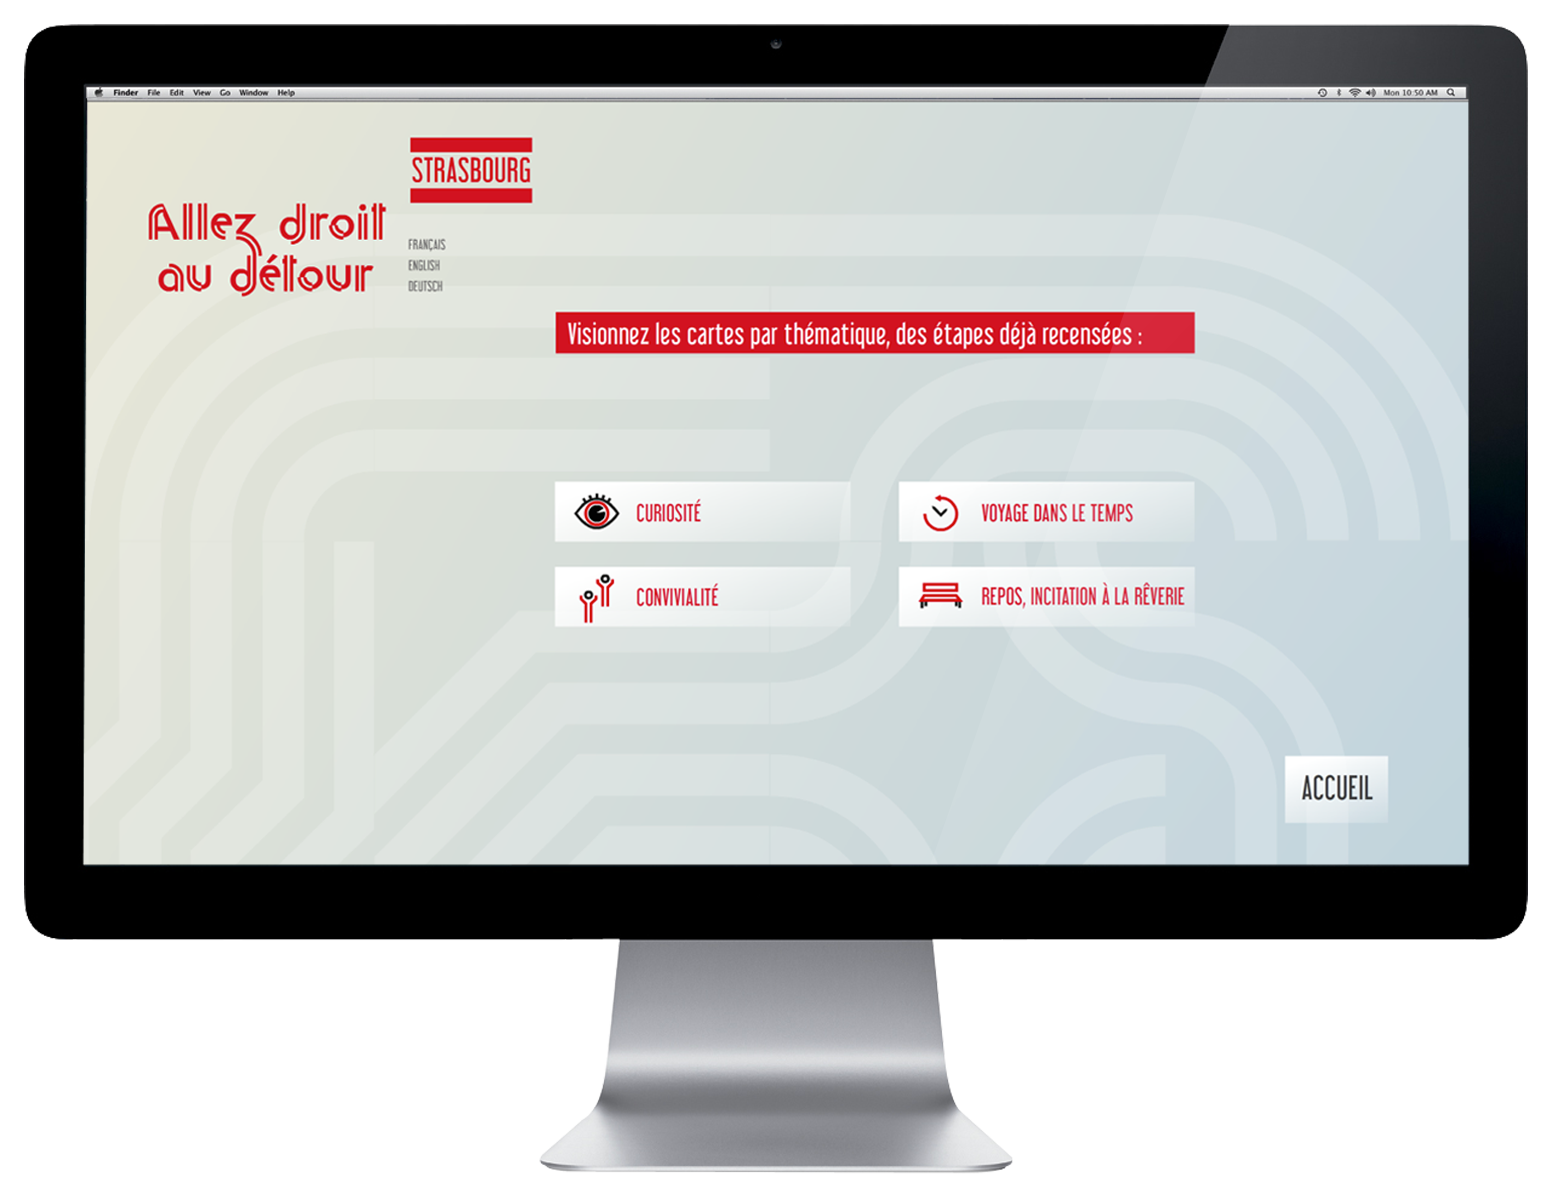 Finder File Edit View Go Window Help Mon 10:50 AM
STRASBOURG
Allez droit
au détour
FRANÇAIS
ENGLISH
DEUTSCH
Visionnez les cartes par thématique, des étapes déjà recensées :
CURIOSITÉ
VOYAGE DANS LE TEMPS
CONVIVIALITÉ
REPOS, INCITATION À LA RÊVERIE
ACCUEIL